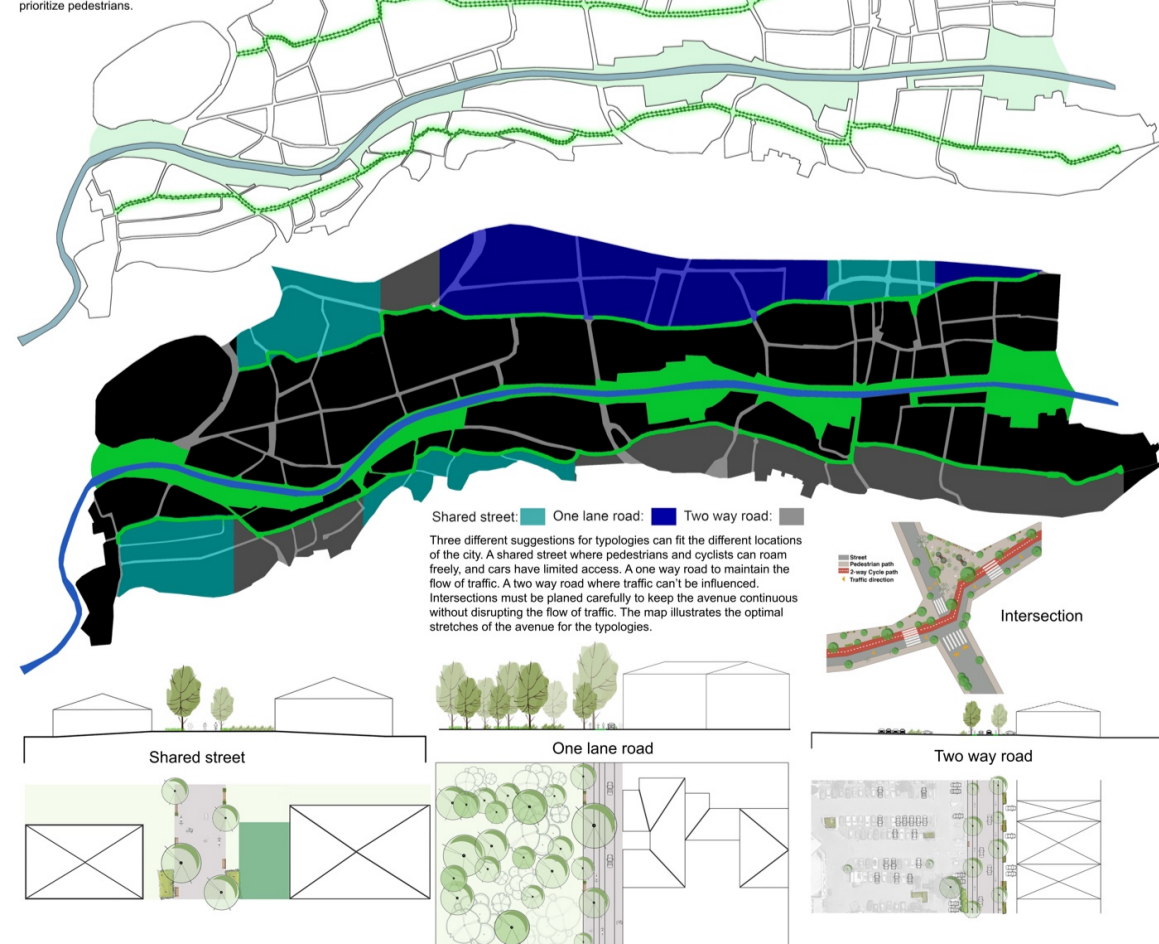 prioritize pedestrians.
Shared street: One lane road: Two way road:
Three different suggestions for typologies can fit the different locations
of the city. A shared street where pedestrians and cyclists can roam
freely, and cars have limited access. A one way road to maintain the
flow of traffic. A two way road where traffic can't be influenced.
Intersections must be planed carefully to keep the avenue continuous
without disrupting the flow of traffic. The map illustrates the optimal
stretches of the avenue for the typologies.
Street
Pedestrian path
2-way Cycle path
Traffic direction
Intersection
Shared street
One lane road
Two way road